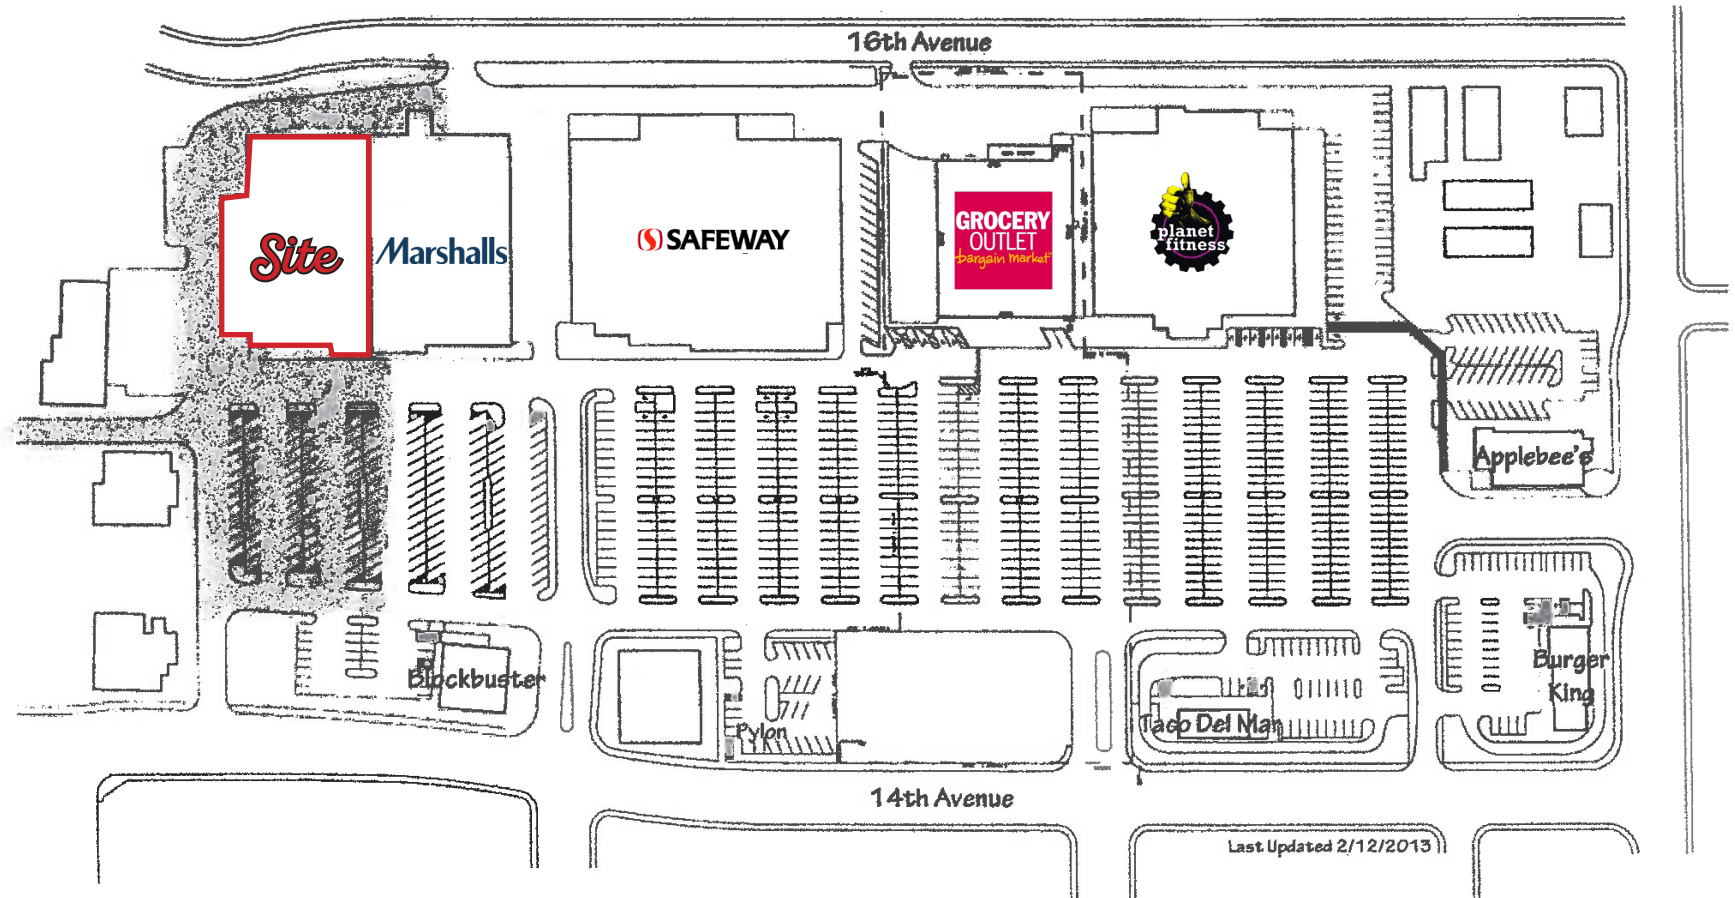 16th Avenue
Site
Marshalls
SAFEWAY
GROCERY
OUTLET
bargain market
planet
fitness
Applebee's
Blockbuster
Pylon
Taco Del Mar
Burger
King
14th Avenue
Last Updated 2/12/2013